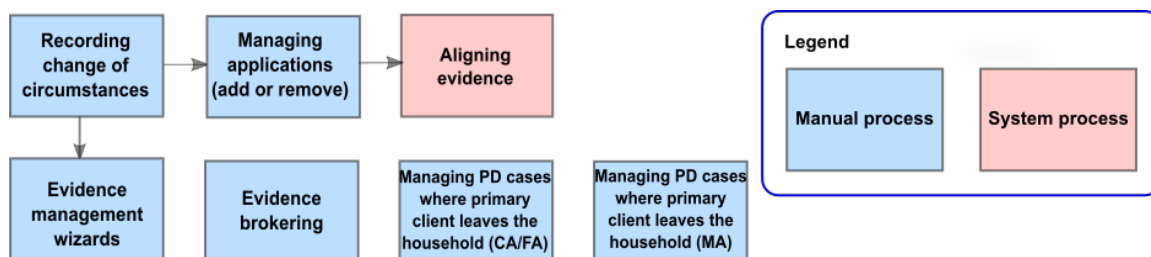 Recording
change of
circumstances
Managing
applications
(add or remove)
Aligning
evidence
Legend
Manual process
System process
Evidence
management
wizards
Evidence
brokering
Managing PD cases
where primary
client leaves the
household (CA/FA)
Managing PD cases
where primary
client leaves the
household (MA)